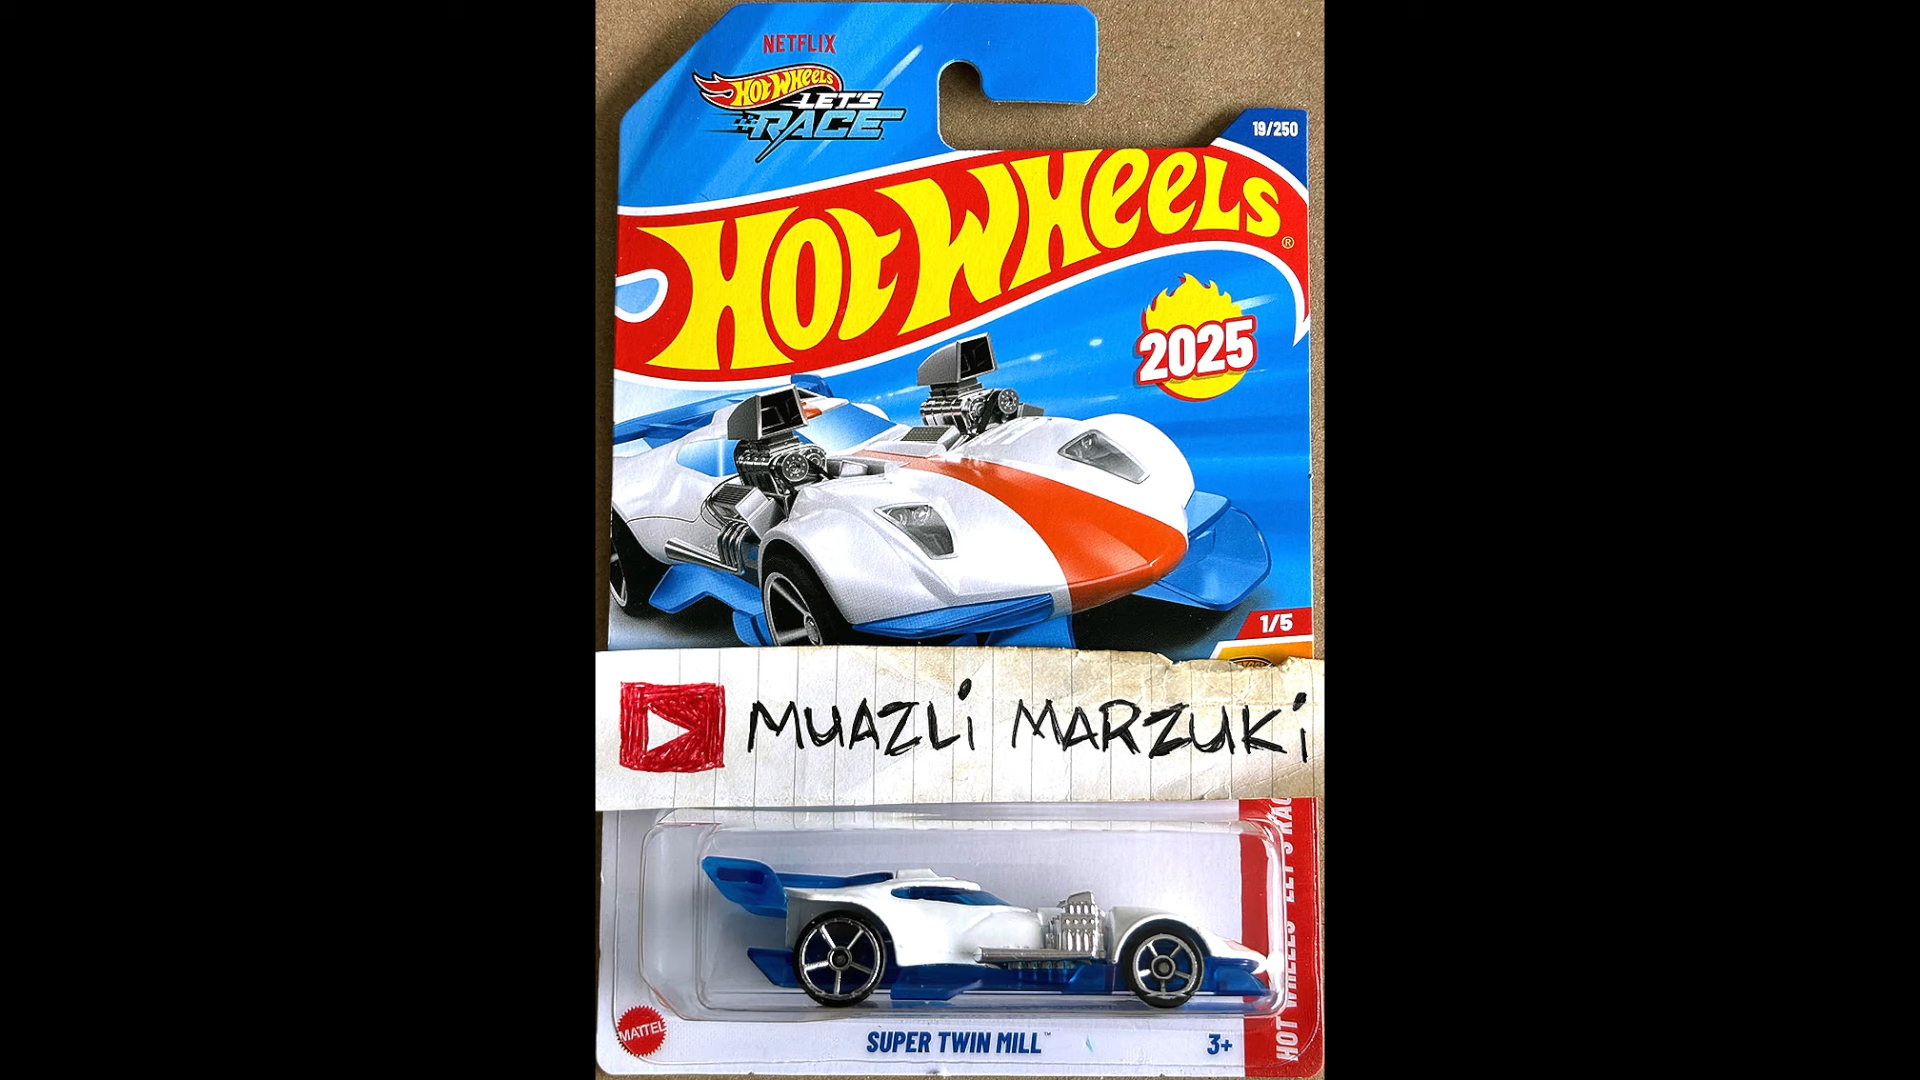 NETFLIX
HOT WHEELS
LET'S
RACE
19/250
HOT WHEELS®
2025
1/5
MUAZLi MARZUKi
HOT WHEELS LET'S RAC
MATTEL
SUPER TWIN MILL™
3+